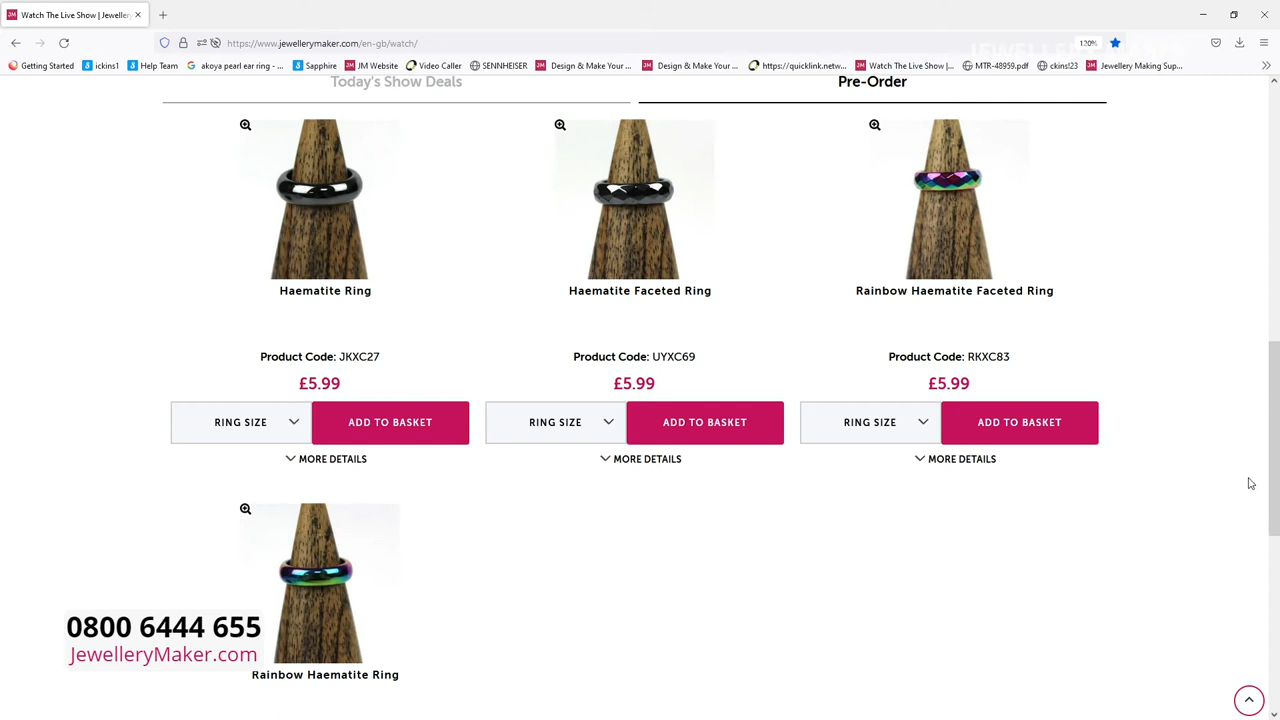 Watch The Live Show | Jeweller
https://www.jewellerymaker.com/en-gb/watch/
120%
Getting Started
ickins1
Help Team
akoya pearl ear ring - ...
Sapphire
JM Website
Video Caller
SENNHEISER
Design & Make Your ...
https://quicklink.netw...
Design & Make Your ...
Watch The Live Show |...
MTR-48959.pdf
ckins!23
Jewellery Making Sup...
Today's Show Deals
Pre-Order
Haematite Ring
Haematite Faceted Ring
Rainbow Haematite Faceted Ring
Product Code: JKXC27
Product Code: UYXC69
Product Code: RKXC83
£5.99
£5.99
£5.99
RING SIZE
ADD TO BASKET
RING SIZE
ADD TO BASKET
RING SIZE
ADD TO BASKET
MORE DETAILS
MORE DETAILS
MORE DETAILS
0800 6444 655
JewelleryMaker.com
Rainbow Haematite Ring